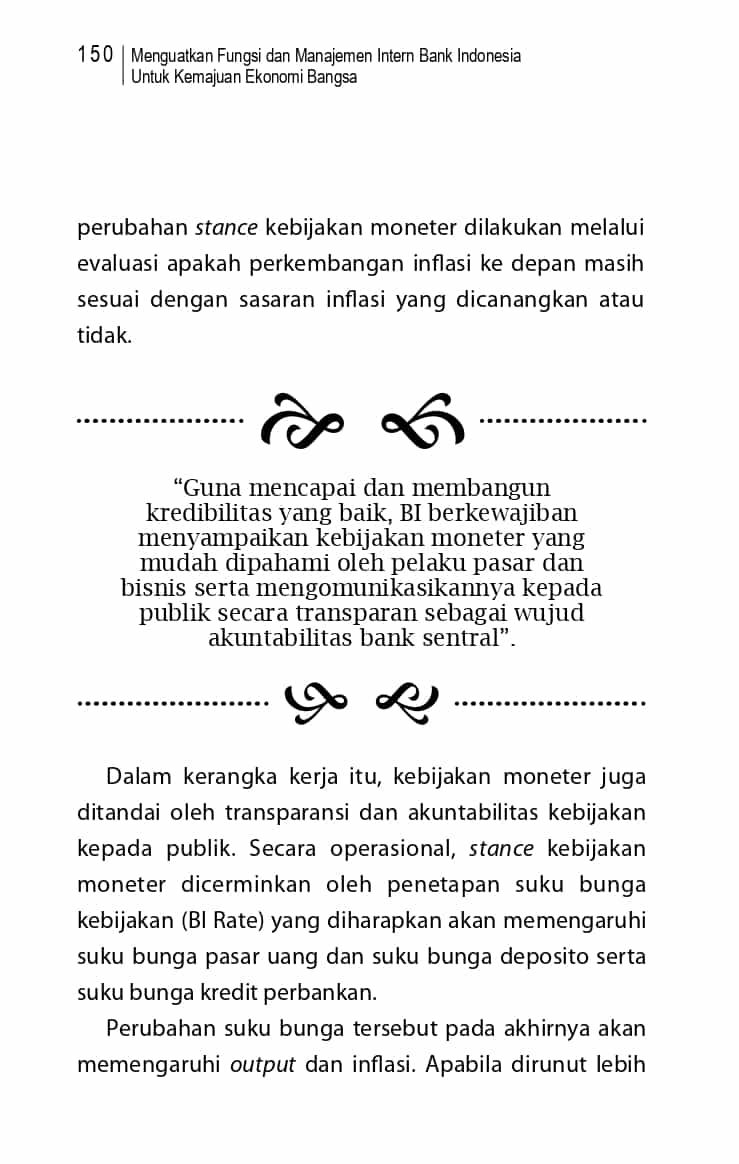 150
Menguatkan Fungsi dan Manajemen Intern Bank Indonesia
Untuk Kemajuan Ekonomi Bangsa
perubahan stance kebijakan moneter dilakukan melalui
evaluasi apakah perkembangan inflasi ke depan masih
sesuai dengan sasaran inflasi yang dicanangkan atau
tidak.
“Guna mencapai dan membangun
kredibilitas yang baik, BI berkewajiban
menyampaikan kebijakan moneter yang
mudah dipahami oleh pelaku pasar dan
bisnis serta mengomunikasikannya kepada
publik secara transparan sebagai wujud
akuntabilitas bank sentral”.
Dalam kerangka kerja itu, kebijakan moneter juga
ditandai oleh transparansi dan akuntabilitas kebijakan
kepada publik. Secara operasional, stance kebijakan
moneter dicerminkan oleh penetapan suku bunga
kebijakan (BI Rate) yang diharapkan akan memengaruhi
suku bunga pasar uang dan suku bunga deposito serta
suku bunga kredit perbankan.
Perubahan suku bunga tersebut pada akhirnya akan
memengaruhi output dan inflasi. Apabila dirunut lebih